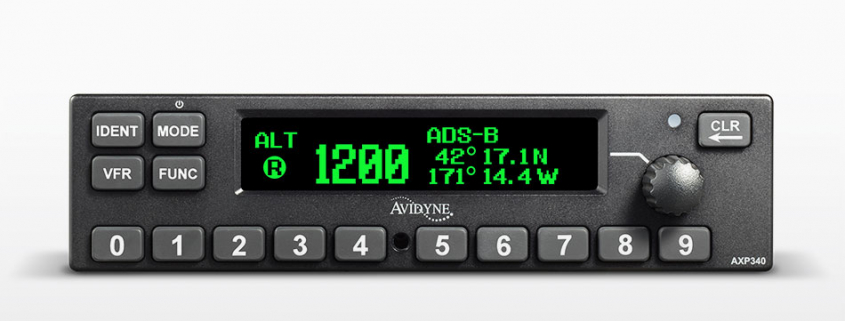 IDENT MODE
VFR FUNC
ALT
R
1200
ADS-B
42° 17.1N
171° 14.4W
CLR
AVIDYNE
0 1 2 3 4 5 6 7 8 9
AXP340